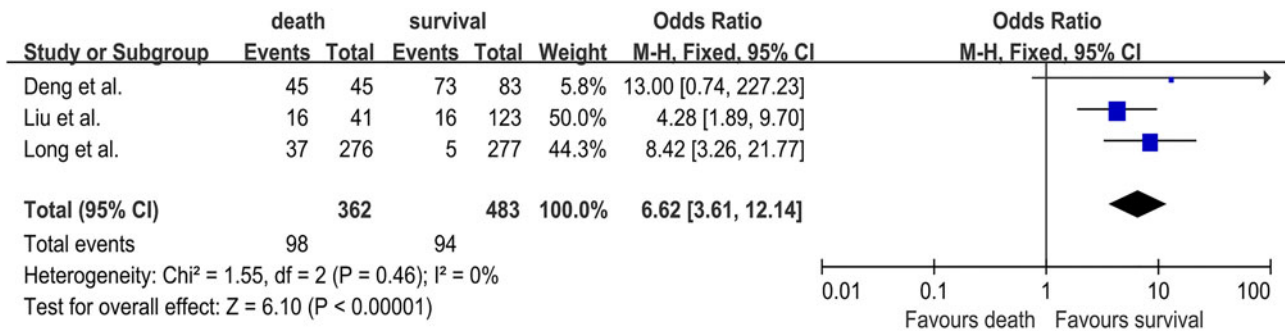 death survival Odds Ratio Odds Ratio
Study or Subgroup Events Total Events Total Weight M-H, Fixed, 95% CI M-H, Fixed, 95% CI
Deng et al. 45 45 73 83 5.8% 13.00 [0.74, 227.23]
Liu et al. 16 41 16 123 50.0% 4.28 [1.89, 9.70]
Long et al. 37 276 5 277 44.3% 8.42 [3.26, 21.77]
Total (95% CI) 362 483 100.0% 6.62 [3.61, 12.14]
Total events 98 94
Heterogeneity: Chi² = 1.55, df = 2 (P = 0.46); I² = 0%
Test for overall effect: Z = 6.10 (P < 0.00001)
0.01 0.1 1 10 100
Favours death Favours survival